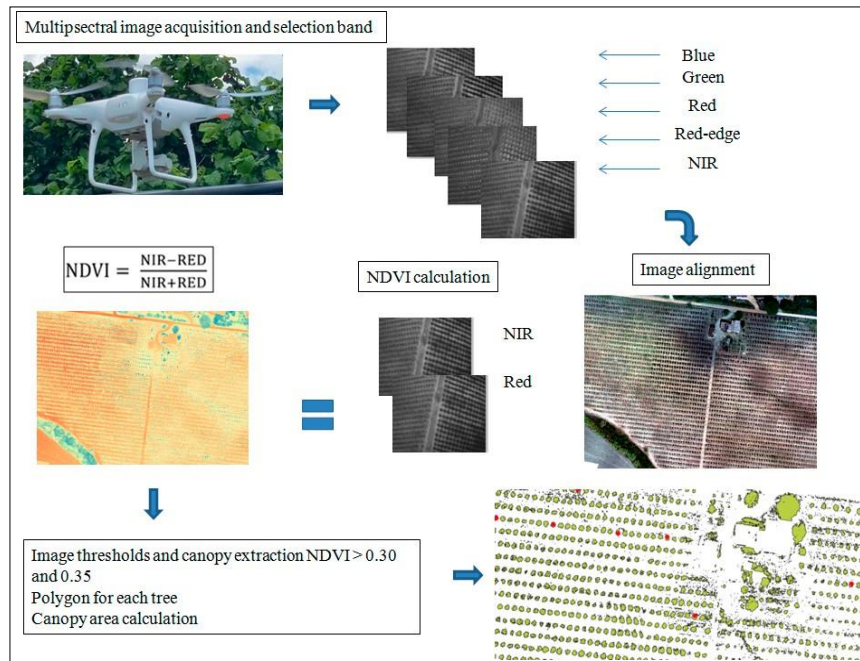 Multipsectral image acquisition and selection band
Blue
Green
Red
Red-edge
NIR
NDVI = NIR−RED
NIR+RED
NDVI calculation
Image alignment
NIR
Red
Image thresholds and canopy extraction NDVI > 0.30
and 0.35
Polygon for each tree
Canopy area calculation